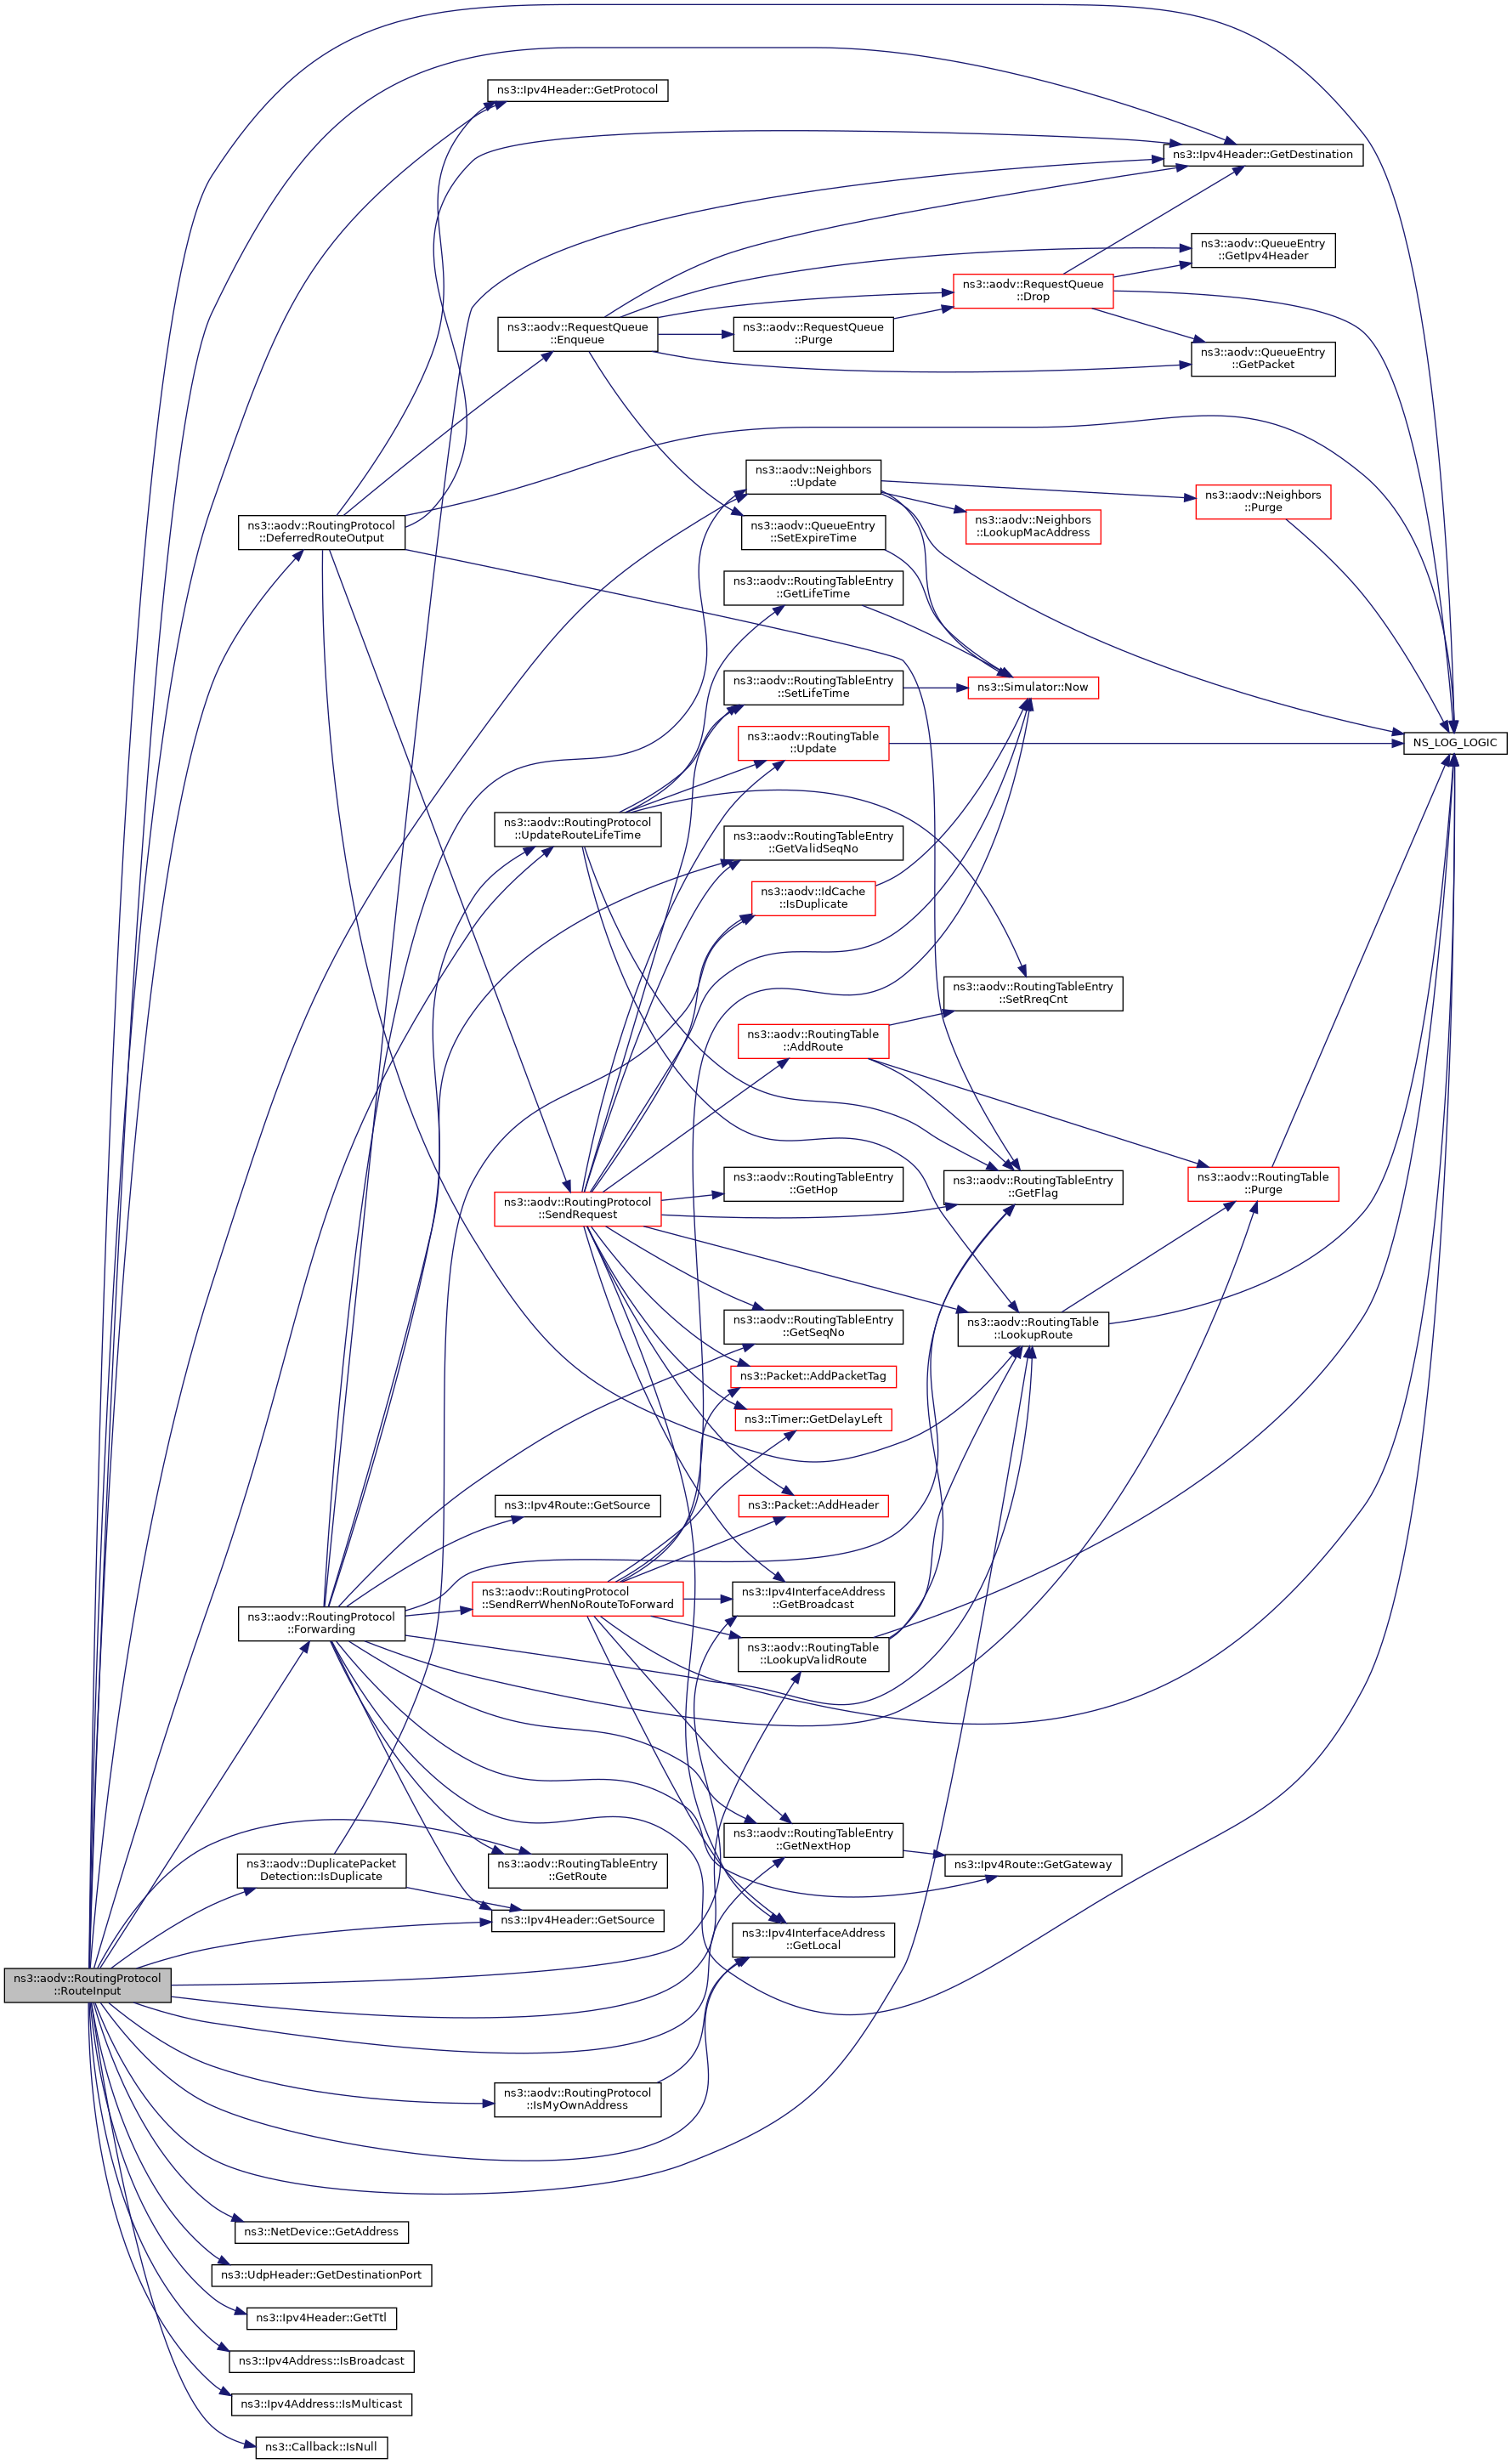 ns3::Ipv4Header::GetProtocol
ns3::Ipv4Header::GetDestination
ns3::aodv::QueueEntry
::GetIpv4Header
ns3::aodv::RequestQueue
::Drop
ns3::aodv::RequestQueue
::Enqueue
ns3::aodv::RequestQueue
::Purge
ns3::aodv::QueueEntry
::GetPacket
ns3::aodv::Neighbors
::Update
ns3::aodv::Neighbors
::Purge
ns3::aodv::RoutingProtocol
::DeferredRouteOutput
ns3::aodv::QueueEntry
::SetExpireTime
ns3::aodv::Neighbors
::LookupMacAddress
ns3::aodv::RoutingTableEntry
::GetLifeTime
ns3::aodv::RoutingTableEntry
::SetLifeTime
ns3::Simulator::Now
ns3::aodv::RoutingTable
::Update
NS_LOG_LOGIC
ns3::aodv::RoutingProtocol
::UpdateRouteLifeTime
ns3::aodv::RoutingTableEntry
::GetValidSeqNo
ns3::aodv::IdCache
::IsDuplicate
ns3::aodv::RoutingTableEntry
::SetRreqCnt
ns3::aodv::RoutingTable
::AddRoute
ns3::aodv::RoutingTableEntry
::GetHop
ns3::aodv::RoutingTableEntry
::GetFlag
ns3::aodv::RoutingTable
::Purge
ns3::aodv::RoutingProtocol
::SendRequest
ns3::aodv::RoutingTableEntry
::GetSeqNo
ns3::aodv::RoutingTable
::LookupRoute
ns3::Packet::AddPacketTag
ns3::Timer::GetDelayLeft
ns3::Ipv4Route::GetSource
ns3::Packet::AddHeader
ns3::aodv::RoutingProtocol
::SendRerrWhenNoRouteToForward
ns3::Ipv4InterfaceAddress
::GetBroadcast
ns3::aodv::RoutingProtocol
::Forwarding
ns3::aodv::RoutingTable
::LookupValidRoute
ns3::aodv::RoutingTableEntry
::GetNextHop
ns3::aodv::DuplicatePacket
Detection::IsDuplicate
ns3::aodv::RoutingTableEntry
::GetRoute
ns3::Ipv4Route::GetGateway
ns3::Ipv4Header::GetSource
ns3::Ipv4InterfaceAddress
::GetLocal
ns3::aodv::RoutingProtocol
::RouteInput
ns3::aodv::RoutingProtocol
::IsMyOwnAddress
ns3::NetDevice::GetAddress
ns3::UdpHeader::GetDestinationPort
ns3::Ipv4Header::GetTtl
ns3::Ipv4Address::IsBroadcast
ns3::Ipv4Address::IsMulticast
ns3::Callback::IsNull